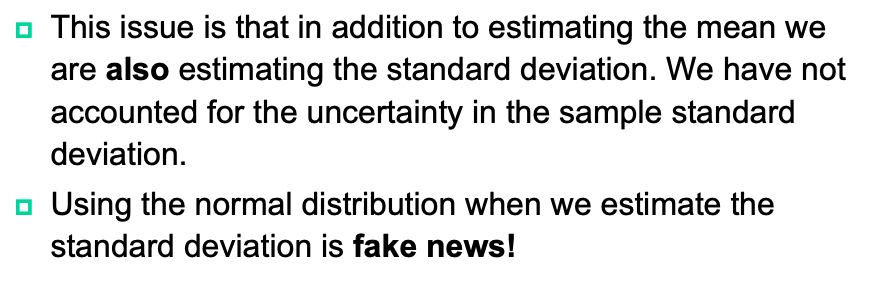 This issue is that in addition to estimating the mean we
are also estimating the standard deviation. We have not
accounted for the uncertainty in the sample standard
deviation.
Using the normal distribution when we estimate the
standard deviation is fake news!